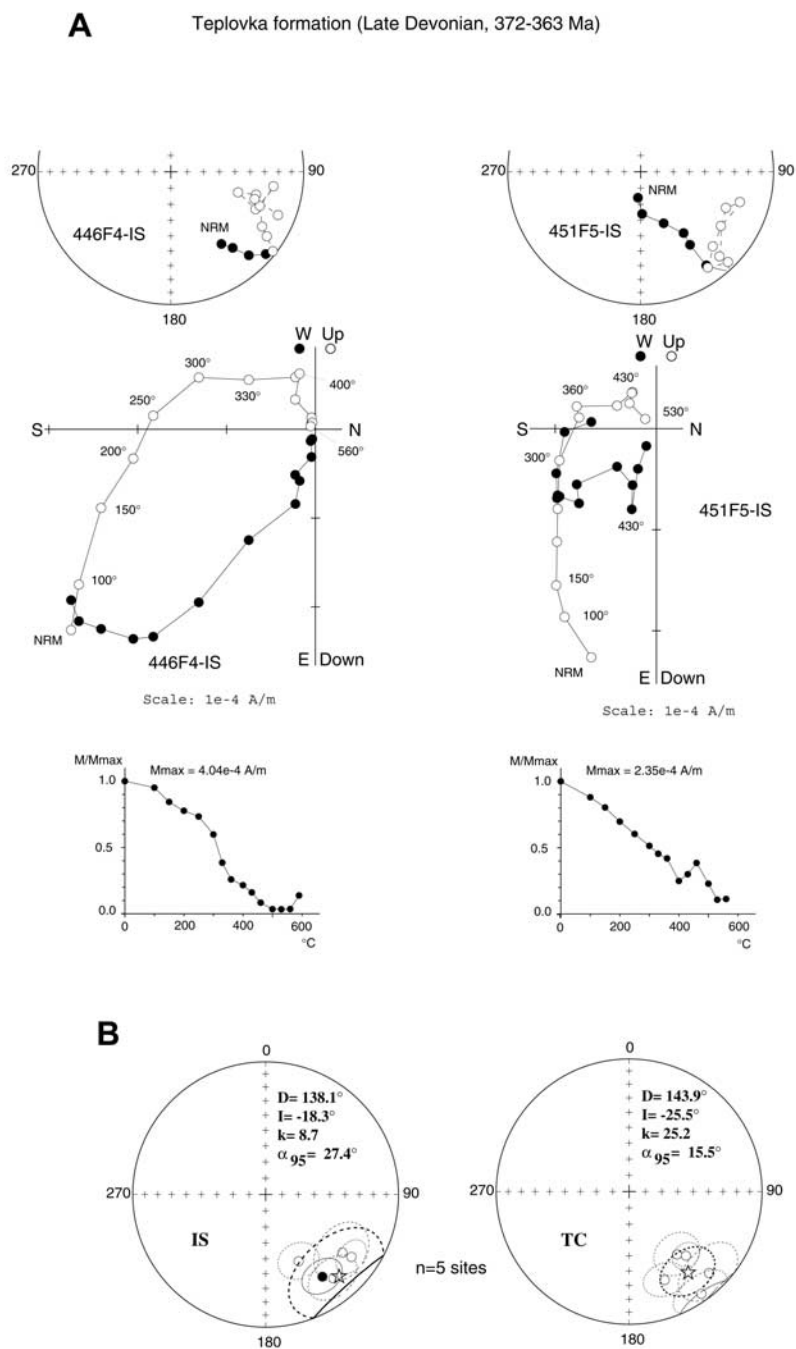 A
Teplovka formation (Late Devonian, 372-363 Ma)
270 90
NRM
446F4-IS
180
270 90
NRM
451F5-IS
180
W Up
300°
330°
400°
250°
S N
200°
560°
150°
100°
NRM
446F4-IS
E Down
Scale: 1e-4 A/m
W Up
360° 430°
530°
S N
300°
430°
451F5-IS
150°
100°
NRM
E Down
Scale: 1e-4 A/m
M/Mmax
Mmax = 4.04e-4 A/m
1.0
0.5
0.0
0 200 400 600
°C
M/Mmax
Mmax = 2.35e-4 A/m
1.0
0.5
0.0
0 200 400 600
°C
B
0
D= 138.1°
I= -18.3°
k= 8.7
α95= 27.4°
270 90
IS
180
n=5 sites
0
D= 143.9°
I= -25.5°
k= 25.2
α95= 15.5°
270 90
TC
180